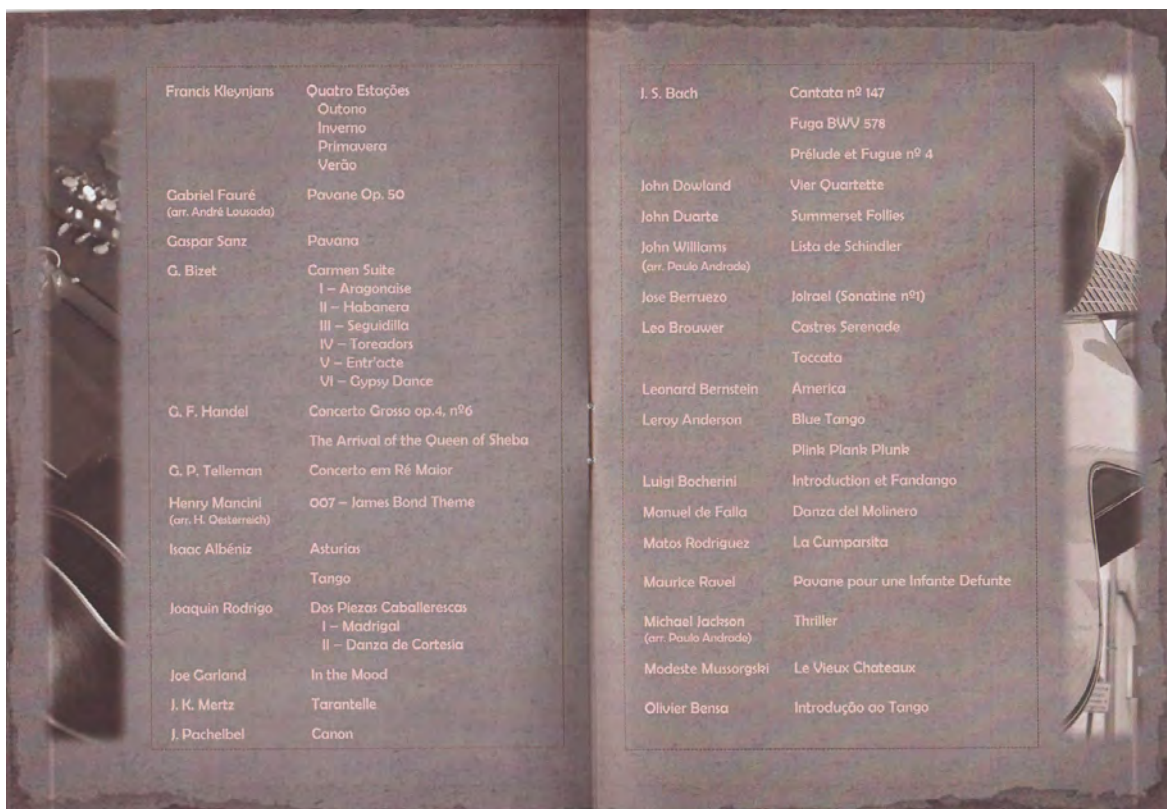 Francis Kleynjans Quatro Estações
Outono
Inverno
Primavera
Verão
Gabriel Fauré Pavane Op. 50
(arr. André Lousada)
Gaspar Sanz Pavana
G. Bizet Carmen Suite
I – Aragonaise
II – Habanera
III – Seguidilla
IV – Toreadors
V – Entr'acte
VI – Gypsy Dance
G. F. Handel Concerto Grosso op.4, nº6
The Arrival of the Queen of Sheba
G. P. Telleman Concerto em Ré Maior
Henry Mancini 007 – James Bond Theme
(arr. H. Oesterreich)
Isaac Albéniz Asturias
Tango
Joaquin Rodrigo Dos Piezas Caballerescas
I – Madrigal
II – Danza de Cortesia
Joe Garland In the Mood
J. K. Mertz Tarantelle
J. Pachelbel Canon
J. S. Bach Cantata nº 147
Fuga BWV 578
Prélude et Fugue nº 4
John Dowland Vier Quartette
John Duarte Summerset Follies
John Williams Lista de Schindler
(arr. Paulo Andrade)
Jose Berruezo Jolrael (Sonatine nº1)
Leo Brouwer Castres Serenade
Toccata
Leonard Bernstein America
Leroy Anderson Blue Tango
Plink Plank Plunk
Luigi Bocherini Introduction et Fandango
Manuel de Falla Danza del Molinero
Matos Rodriguez La Cumparsita
Maurice Ravel Pavane pour une Infante Defunte
Michael Jackson Thriller
(arr. Paulo Andrade)
Modeste Mussorgski Le Vieux Chateaux
Olivier Bensa Introdução ao Tango